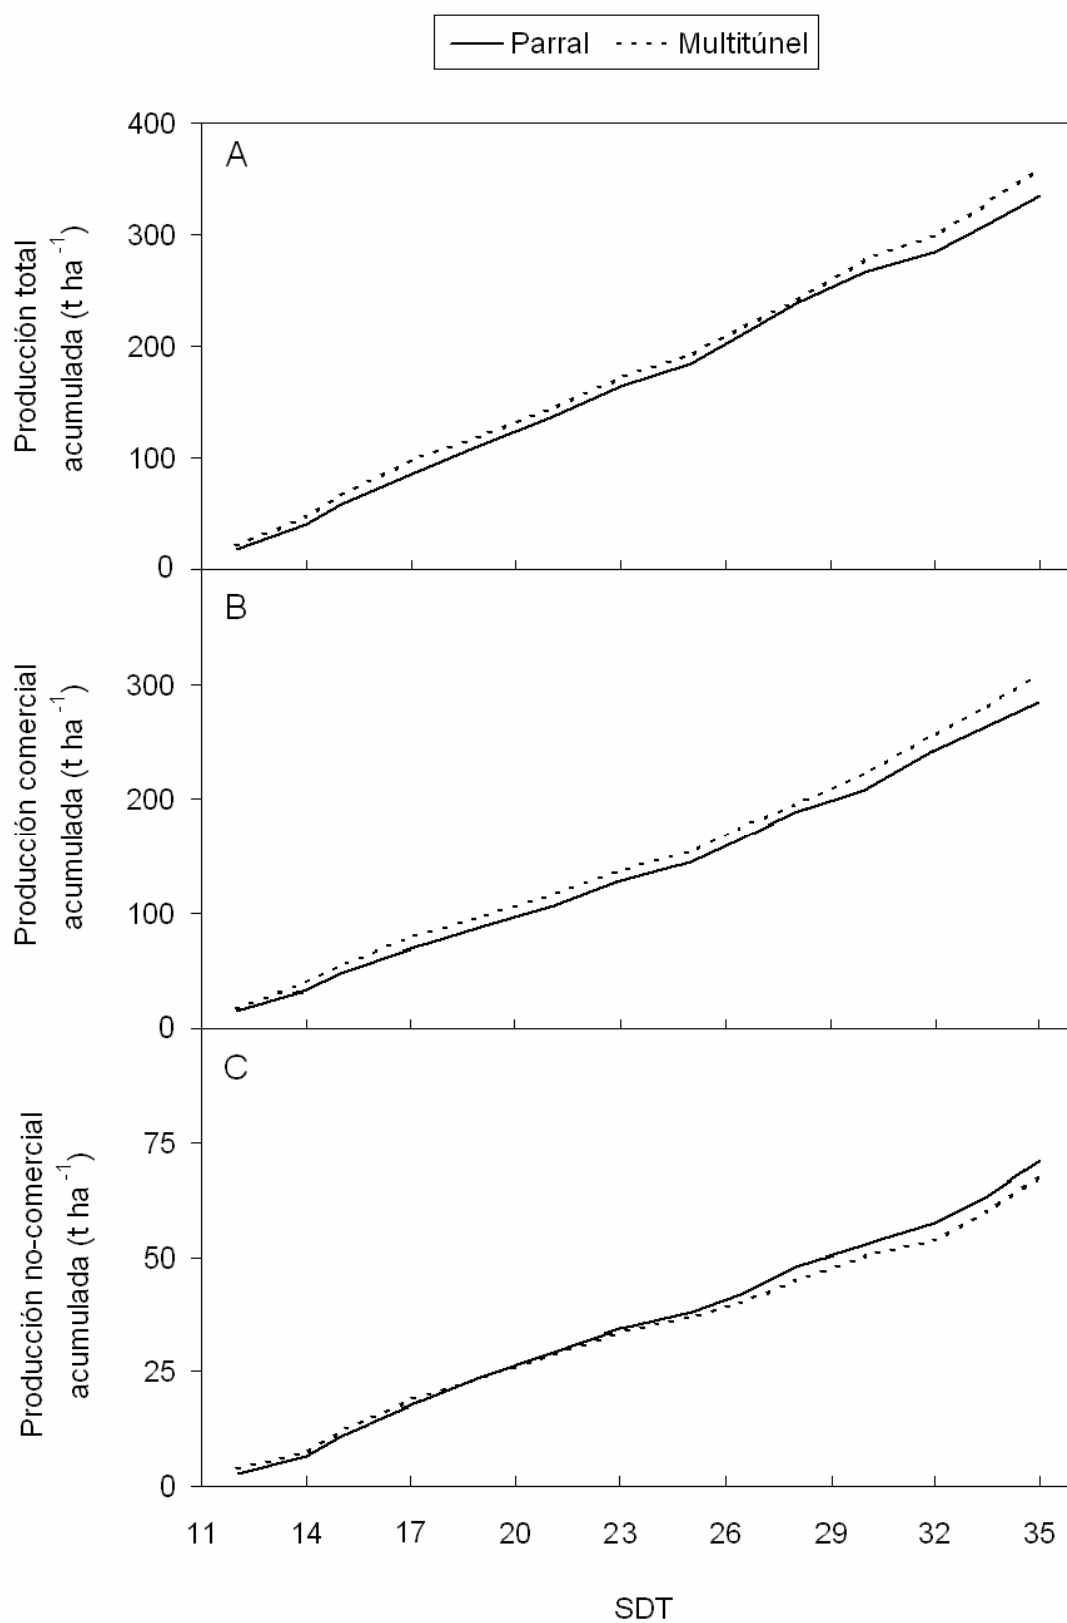 Parral Multitúnel
A
Producción total
acumulada (t ha -1)
400
300
200
100
0
B
Producción comercial
acumulada (t ha -1)
300
200
100
0
C
Producción no-comercial
acumulada (t ha -1)
75
50
25
0
11 14 17 20 23 26 29 32 35
SDT